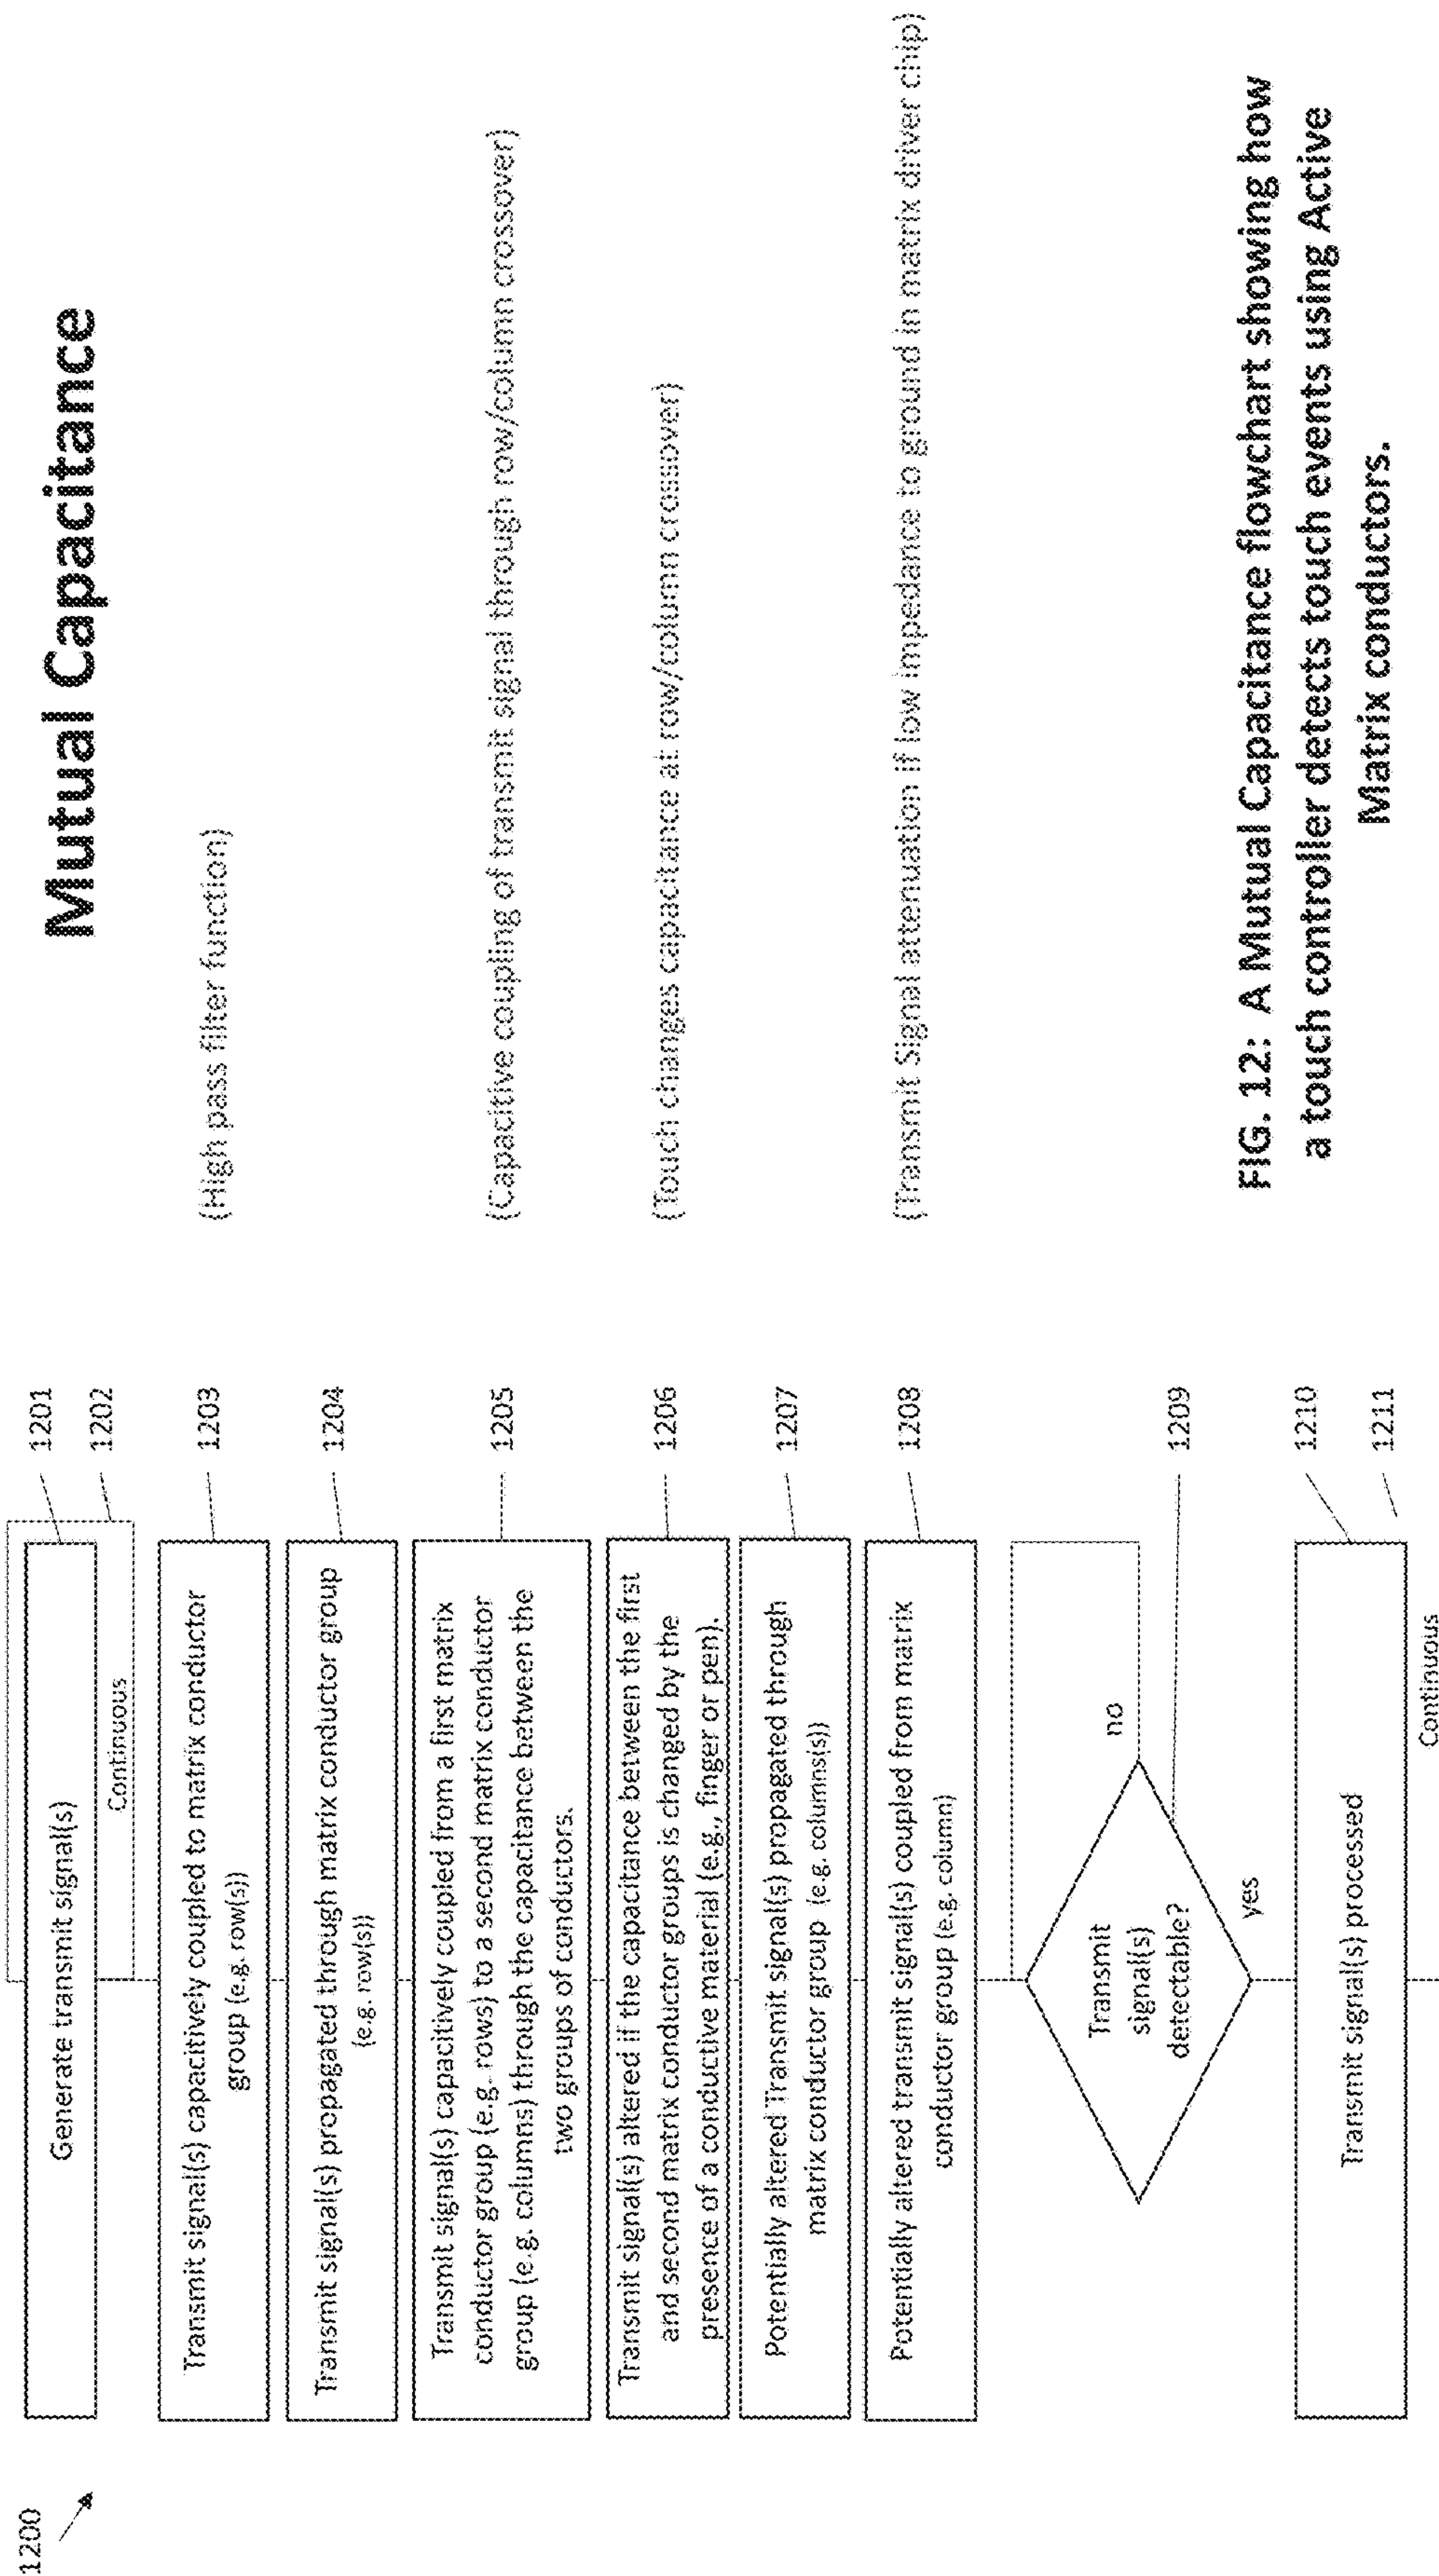 1200
Mutual Capacitance
Generate transmit signal(s)
1201
Continuous
1202
Transmit signal(s) capacitively coupled to matrix conductor
group (e.g. row(s))
1203
(High pass filter function)
Transmit signal(s) propagated through matrix conductor group
(e.g. row(s))
1204
Transmit signal(s) capacitively coupled from a first matrix
conductor group (e.g. rows) to a second matrix conductor
group (e.g. columns) through the capacitance between the
two groups of conductors.
1205
(Capacitive coupling of transmit signal through row/column crossover)
Transmit signal(s) altered if the capacitance between the first
and second matrix conductor groups is changed by the
presence of a conductive material (e.g., finger or pen).
1206
(Touch changes capacitance at row/column crossover)
Potentially altered Transmit signal(s) propagated through
matrix conductor group (e.g. columns(s))
1207
Potentially altered transmit signal(s) coupled from matrix
conductor group (e.g. column)
1208
(Transmit Signal attenuation if low impedance to ground in matrix driver chip)
Transmit
signal(s)
detectable?
no
yes
1209
Transmit signal(s) processed
1210
1211
Continuous
FIG. 12: A Mutual Capacitance flowchart showing how
a touch controller detects touch events using Active
Matrix conductors.